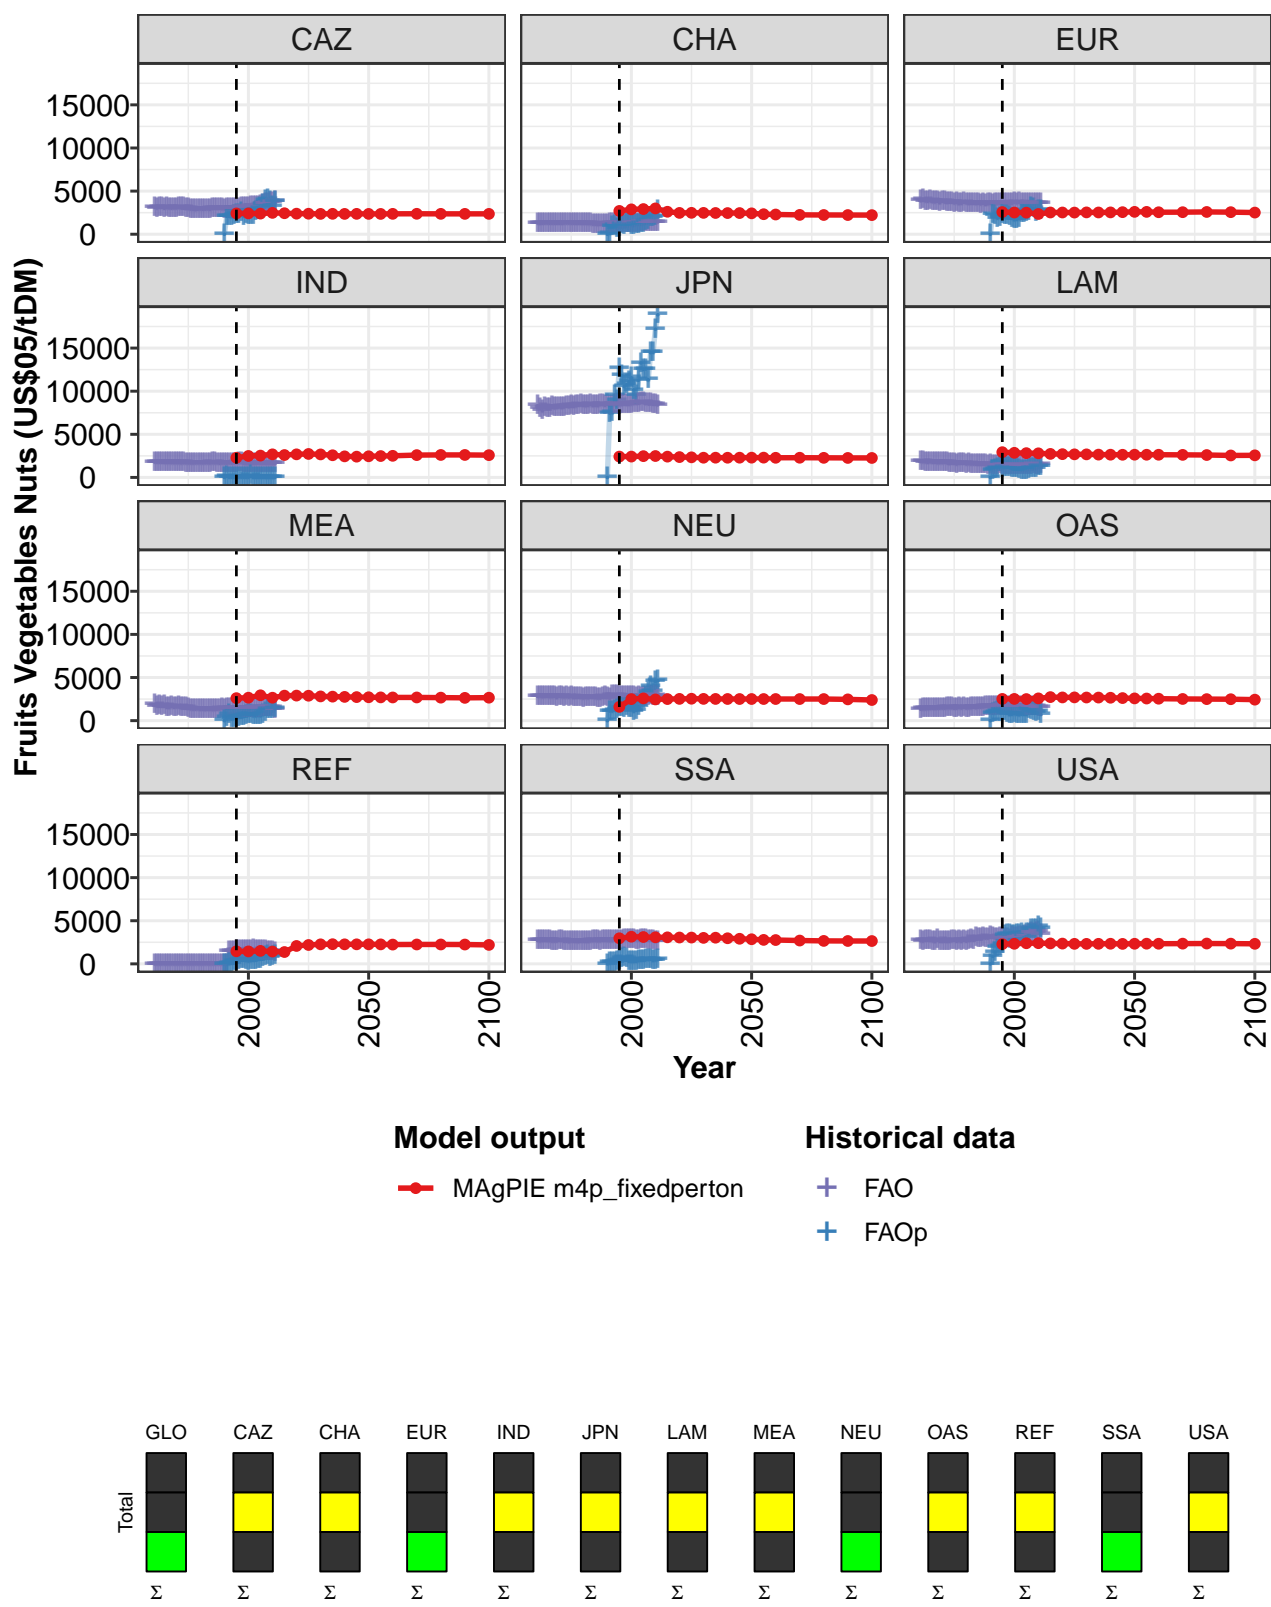 CAZ CHA EUR
15000
10000
5000
0
IND JPN LAM
15000
10000
5000
0
MEA NEU OAS
15000
10000
5000
0
REF SSA USA
15000
10000
5000
0
2000 2050 2100 2000 2050 2100 2000 2050 2100
Fruits Vegetables Nuts (US$05/tDM)
Year
Model output Historical data
MAgPIE m4p_fixedperton FAO
FAOp
GLO CAZ CHA EUR IND JPN LAM MEA NEU OAS REF SSA USA
Total
Σ Σ Σ Σ Σ Σ Σ Σ Σ Σ Σ Σ Σ